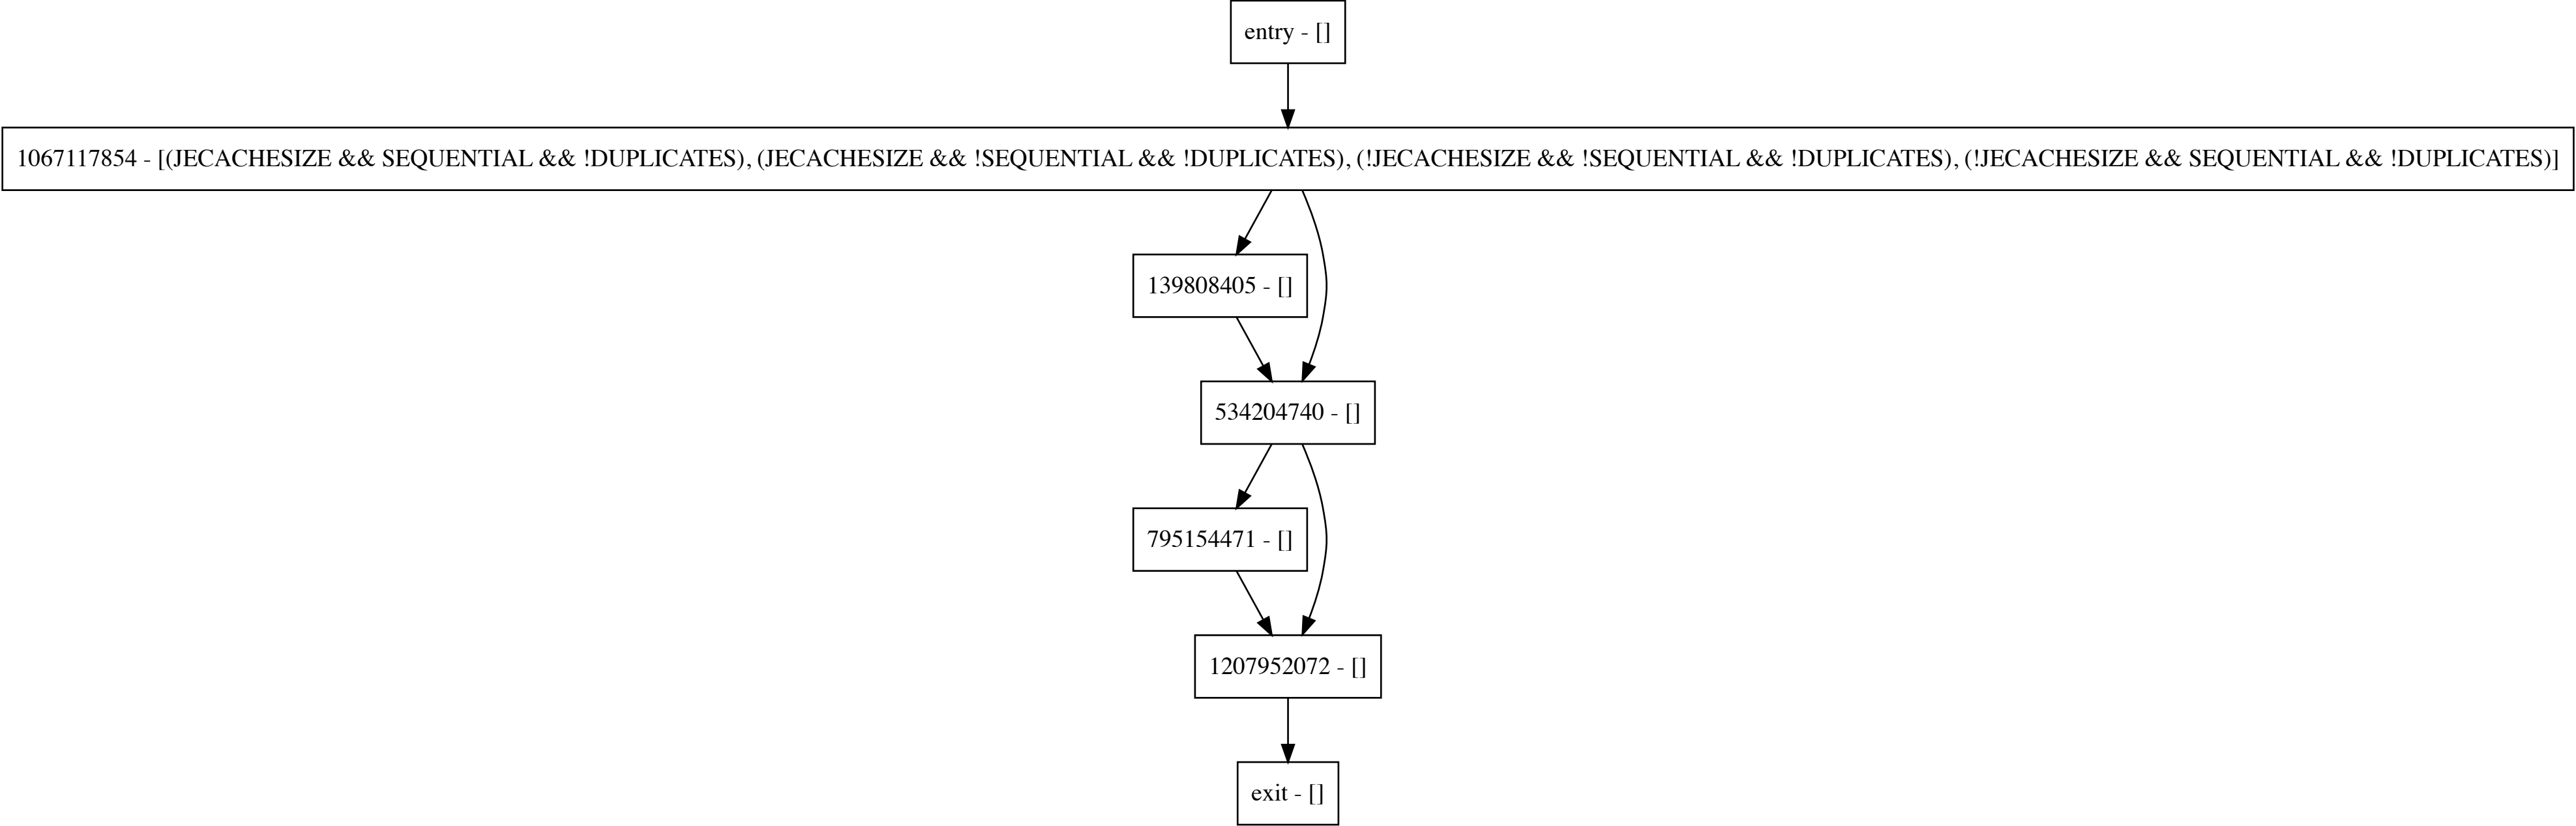 entry - []
1067117854 - [(JECACHESIZE && SEQUENTIAL && !DUPLICATES), (JECACHESIZE && !SEQUENTIAL && !DUPLICATES), (!JECACHESIZE && !SEQUENTIAL && !DUPLICATES), (!JECACHESIZE && SEQUENTIAL && !DUPLICATES)]
139808405 - []
534204740 - []
795154471 - []
1207952072 - []
exit - []